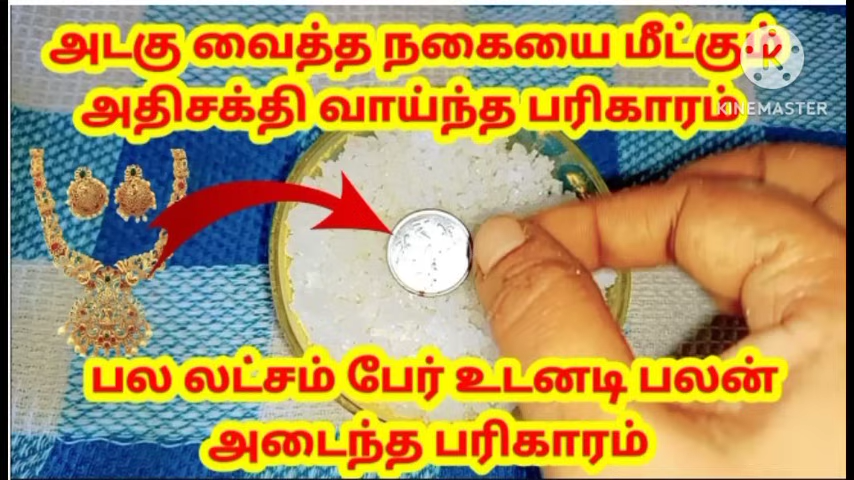 அடகு வைத்த நகையை மீட்கும்
K
KINEMASTER
அதிசக்தி வாய்ந்த பரிகாரம்
பல லட்சம் பேர் உடனடி பலன்
அடைந்த பரிகாரம்